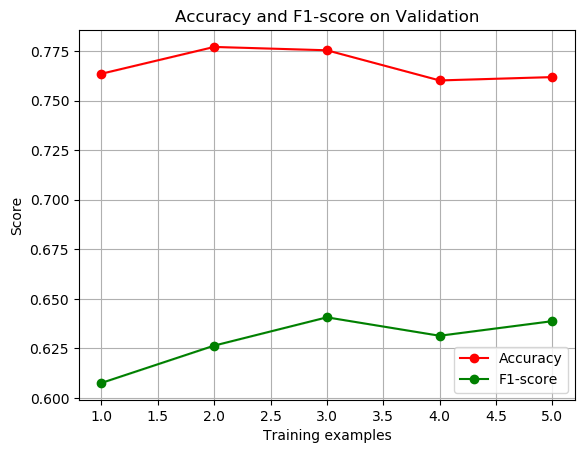 Accuracy and F1-score on Validation
Score
0.775
0.750
0.725
0.700
0.675
0.650
0.625
0.600
Accuracy
F1-score
1.0 1.5 2.0 2.5 3.0 3.5 4.0 4.5 5.0
Training examples